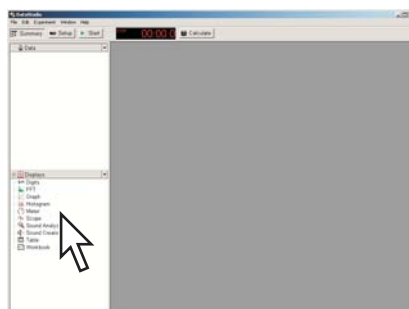 DataStudio
File Edit Experiment Window Help
Summary Setup Start 00:00.0 Calculate
Data
Displays
Digits
FFT
Graph
Histogram
Meter
Scope
Sound Analyz
Sound Creato
Table
Workbook